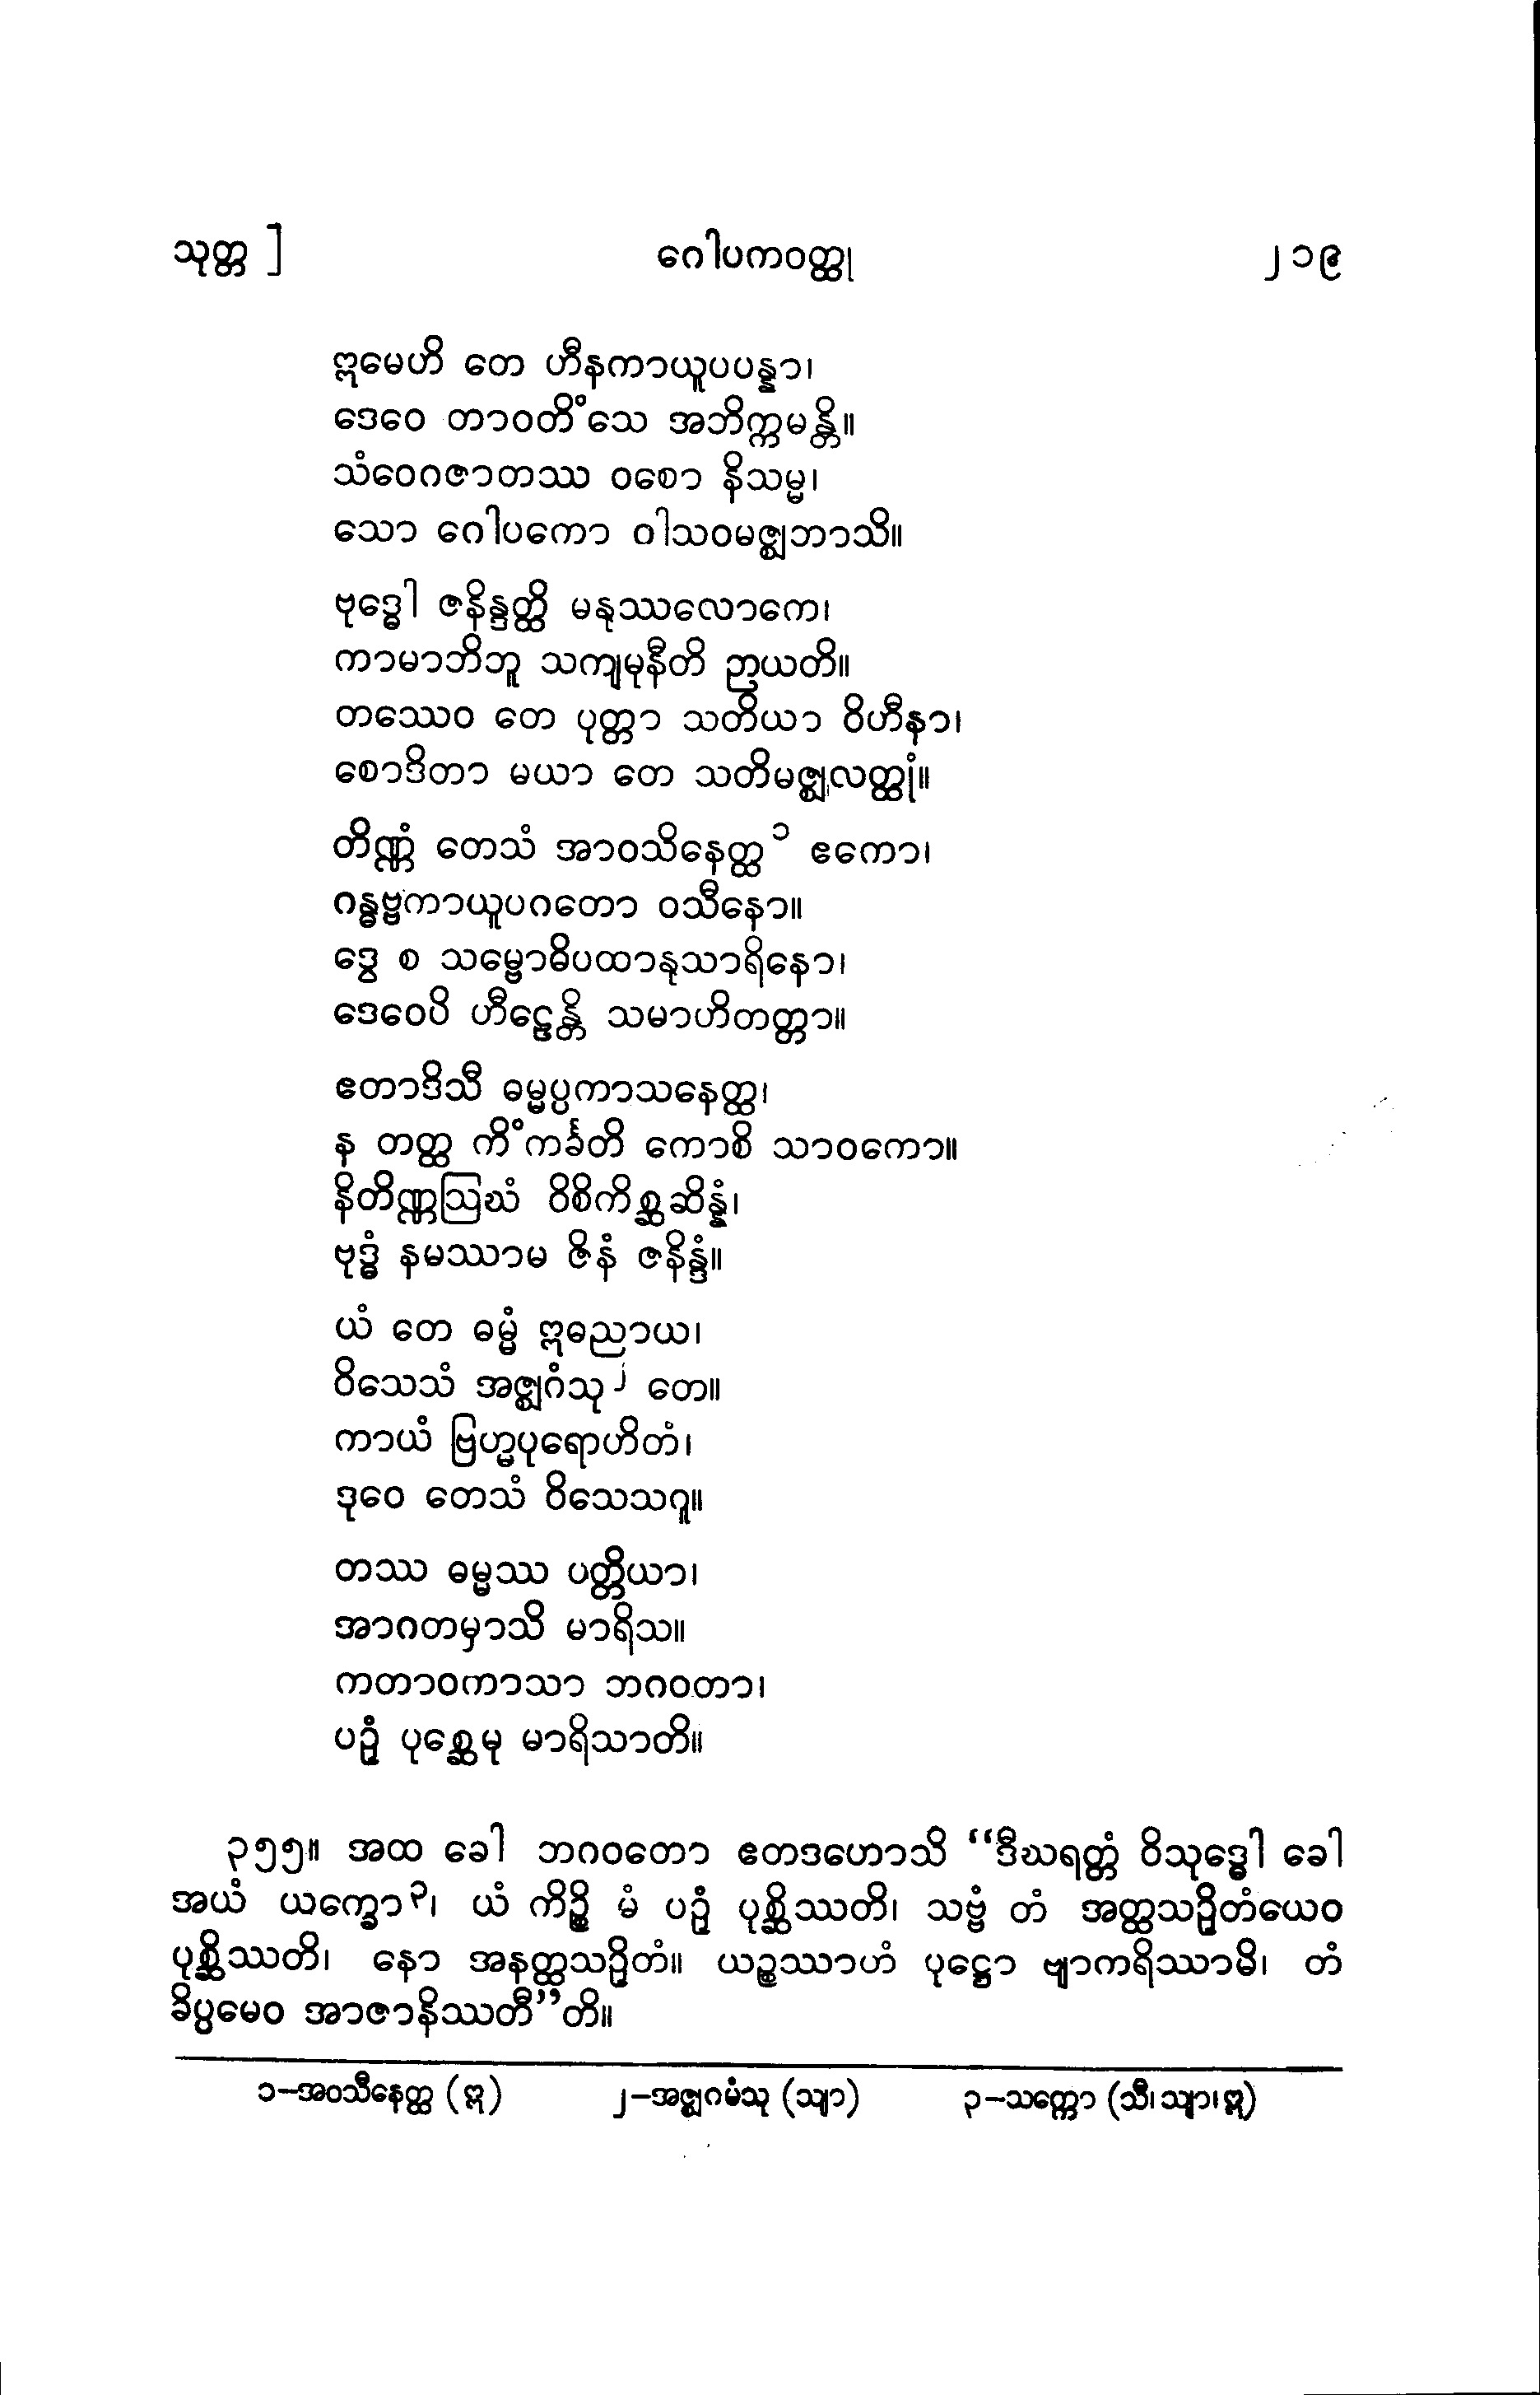 သုတ္တ ] ဂေါပကဝတ္ထု ၂၁၉
ဣမေဟိ တေ ဟီနကာယူပပန္နာ၊
ဒေဝေ တာဝတိံသေ အဘိက္ကမန္တိ။
သံဝေဂဇာတဿ ဝစော နိသမ္မ၊
သော ဂေါပကော ဝါသဝမဇ္ဈဘာသိ။
ဗုဒ္ဓေါ ဇနိန္ဒတ္ထိ မနုဿလောကေ၊
ကာမာဘိဘူ သကျမုနီတိ ဉာယတိ။
တဿေဝ တေ ပုတ္တာ သတိယာ ဝိဟီနာ၊
စောဒိတာ မယာ တေ သတိမဇ္ဈလတ္ထုံ။
တိဏ္ဏံ တေသံ အာဝသိနေတ္ထ ၁ ဧကော၊
ဂန္ဓဗ္ဗကာယူပဂတော ဝသီနော။
ဒွေ စ သမ္ဗောဓိပထာနုသာရိနော၊
ဒေဝေပိ ဟီဠေန္တိ သမာဟိတတ္တာ။
ဧတာဒိသီ ဓမ္မပ္ပကာသနေတ္ထ၊
န တတ္ထ ကိံကင်္ခတိ ကောစိ သာဝကော။
နိတိဏ္ဏဩဃံ ဝိစိကိစ္ဆဆိန္နံ၊
ဗုဒ္ဓံ နမဿာမ ဇိနံ ဇနိန္ဒံ။
ယံ တေ ဓမ္မံ ဣဓညာယ၊
ဝိသေသံ အဇ္ဈဂံသု ၂ တေ။
ကာယံ ဗြဟ္မပုရောဟိတံ၊
ဒုဝေ တေသံ ဝိသေသဂူ။
တဿ ဓမ္မဿ ပတ္တိယာ၊
အာဂတမှာသိ မာရိသ။
ကတာဝကာသာ ဘဂဝတာ၊
ပဉှံ ပုစ္ဆေမု မာရိသာတိ။
၃၅၅။ အထ ခေါ ဘဂဝတော ဧတဒဟောသိ “ဒီဃရတ္တံ ဝိသုဒ္ဓေါ ခေါ
အယံ ယက္ခော ၃၊ ယံ ကိဉ္စိ မံ ပဉှံ ပုစ္ဆိဿတိ၊ သဗ္ဗံ တံ အတ္ထသဉှိတံယေဝ
ပုစ္ဆိဿတိ၊ နော အနတ္ထသဉှိတံ။ ယဉ္စဿာဟံ ပုဋ္ဌော ဗျာကရိဿာမိ၊ တံ
ခိပ္ပမေဝ အာဇာနိဿတီ”တိ။
၁–အဝသီနေတ္ထ (ဣ) ၂–အဇ္ဈဂမံသု (သျာ) ၃–သက္ကော (သီ၊ သျာ၊ ဣ)